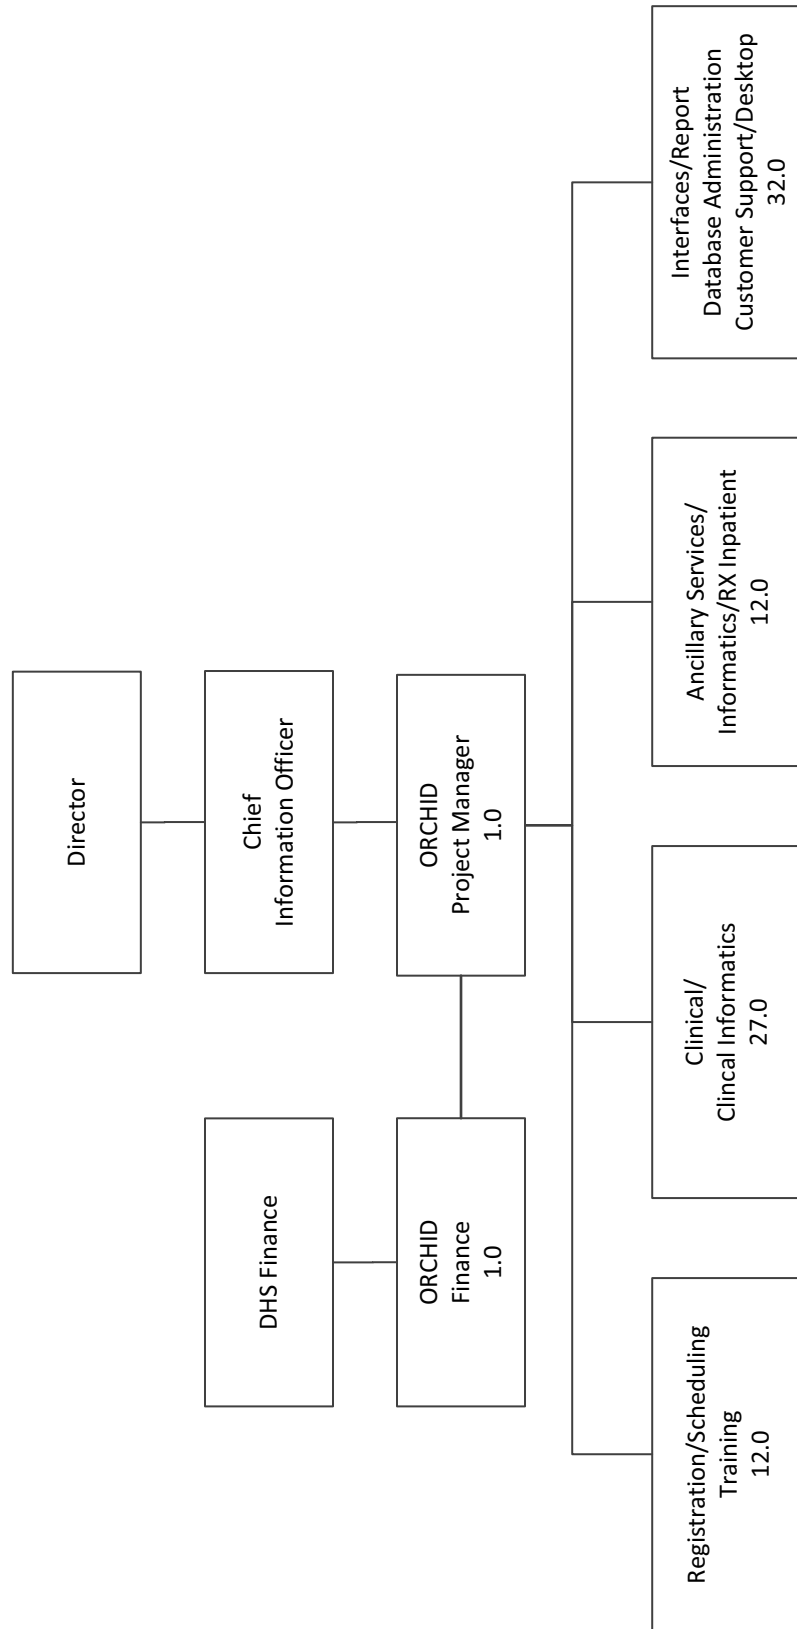 Director
DHS Finance
Chief
Information Officer
ORCHID
Finance
1.0
ORCHID
Project Manager
1.0
Registration/Scheduling
Training
12.0
Clinical/
Clincal Informatics
27.0
Ancillary Services/
Informatics/RX Inpatient
12.0
Interfaces/Report
Database Administration
Customer Support/Desktop
32.0